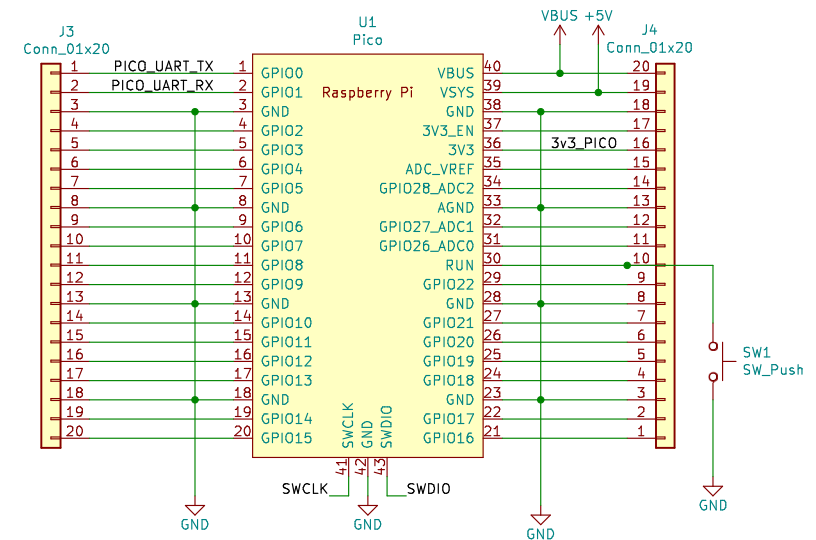 VBUS +5V
J3
Conn_01x20
U1
Pico
J4
Conn_01x20
1 PICO_UART_TX 1 GPIO0 VBUS 40 20
2 PICO_UART_RX 2 GPIO1 Raspberry Pi VSYS 39 19
3 3 GND GND 38 18
4 4 GPIO2 3V3_EN 37 17
5 5 GPIO3 3V3 36 3v3_PICO 16
6 6 GPIO4 ADC_VREF 35 15
7 7 GPIO5 GPIO28_ADC2 34 14
8 8 GND AGND 33 13
9 9 GPIO6 GPIO27_ADC1 32 12
10 10 GPIO7 GPIO26_ADC0 31 11
11 11 GPIO8 RUN 30 10
12 12 GPIO9 GPIO22 29 9
13 13 GND GND 28 8
14 14 GPIO10 GPIO21 27 7
15 15 GPIO11 GPIO20 26 6
16 16 GPIO12 GPIO19 25 5
17 17 GPIO13 GPIO18 24 4
18 18 GND GND 23 3
19 19 GPIO14 GPIO17 22 2
20 20 GPIO15 GPIO16 21 1
SW1
SW_Push
SWCLK GND SWDIO
41 42 43
SWCLK SWDIO
GND GND GND GND